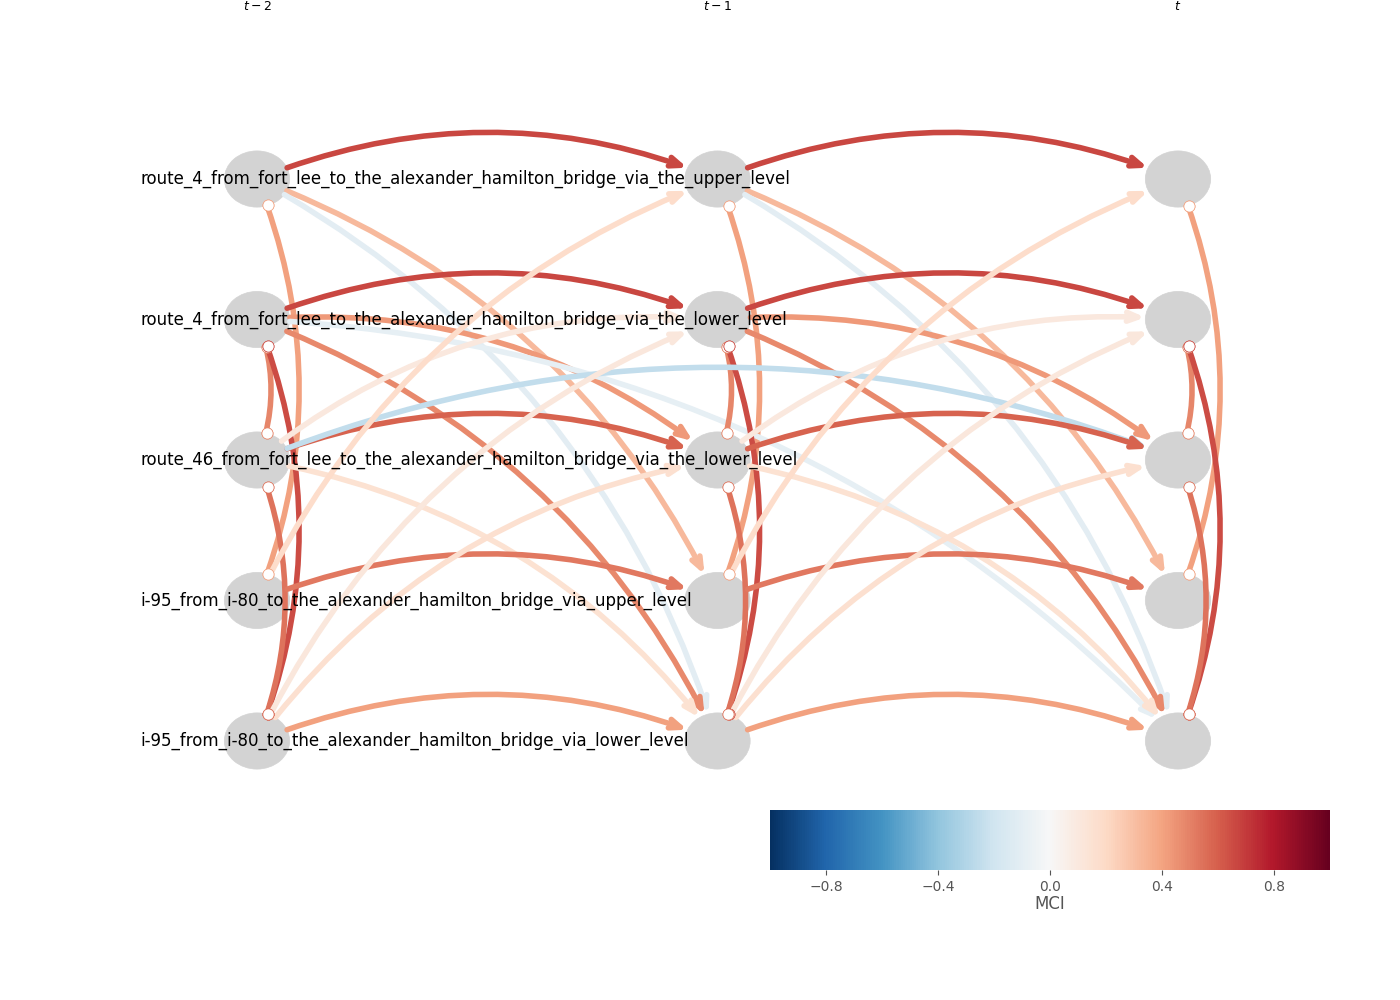 t − 2 t − 1 t
route_4_from_fort_lee_to_the_alexander_hamilton_bridge_via_the_upper_level
route_4_from_fort_lee_to_the_alexander_hamilton_bridge_via_the_lower_level
route_46_from_fort_lee_to_the_alexander_hamilton_bridge_via_the_lower_level
i-95_from_i-80_to_the_alexander_hamilton_bridge_via_upper_level
i-95_from_i-80_to_the_alexander_hamilton_bridge_via_lower_level
−0.8 −0.4 0.0 0.4 0.8
MCI